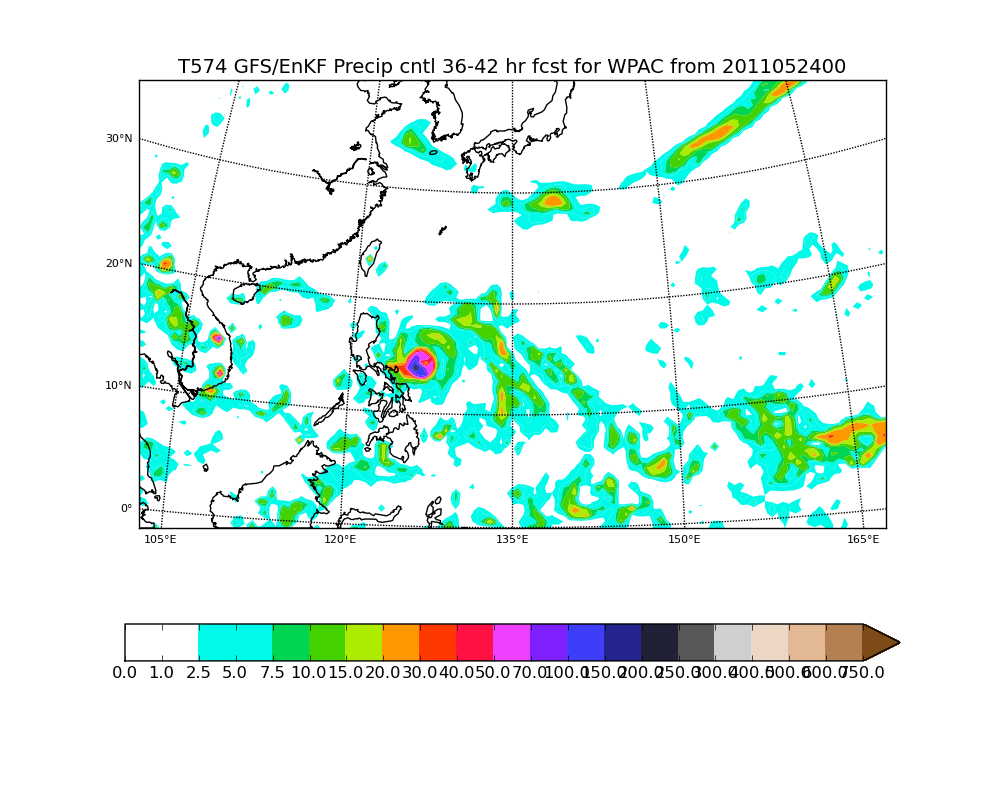 T574 GFS/EnKF Precip cntl 36-42 hr fcst for WPAC from 2011052400
30°N
20°N
10°N
0°
105°E 120°E 135°E 150°E 165°E
0.0 1.0 2.5 5.0 7.5 10.0 15.0 20.0 30.0 40.0 50.0 70.0 100.0 150.0 200.0 250.0 300.0 400.0 500.0 600.0 750.0